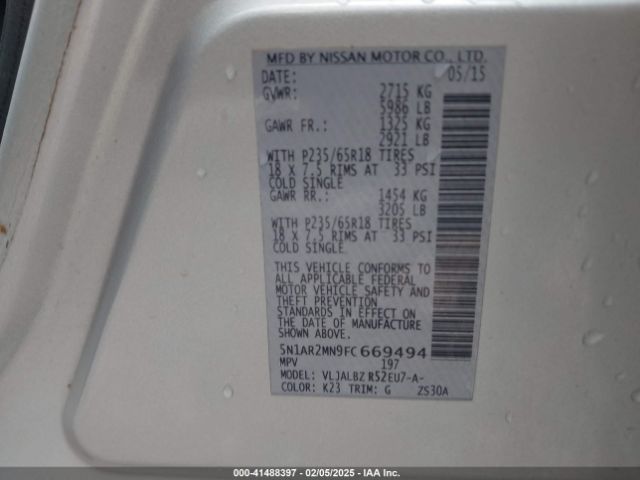 MFD BY NISSAN MOTOR CO., LTD.
DATE: 05/15
GVWR: 2715 KG
5986 LB
GAWR FR.: 1325 KG
2921 LB
WITH P235/65R18 TIRES
18 X 7.5 RIMS AT 33 PSI
COLD SINGLE
GAWR RR.: 1454 KG
3205 LB
WITH P235/65R18 TIRES
18 X 7.5 RIMS AT 33 PSI
COLD SINGLE
THIS VEHICLE CONFORMS TO
ALL APPLICABLE FEDERAL
MOTOR VEHICLE SAFETY AND
THEFT PREVENTION
STANDARDS IN EFFECT ON
THE DATE OF MANUFACTURE
SHOWN ABOVE.
5N1AR2MN9FC669494
MPV 197
MODEL: VLJALBZ R52EU7-A-
COLOR: K23 TRIM: G ZS30A
000-41488397 - 02/05/2025 - IAA Inc.